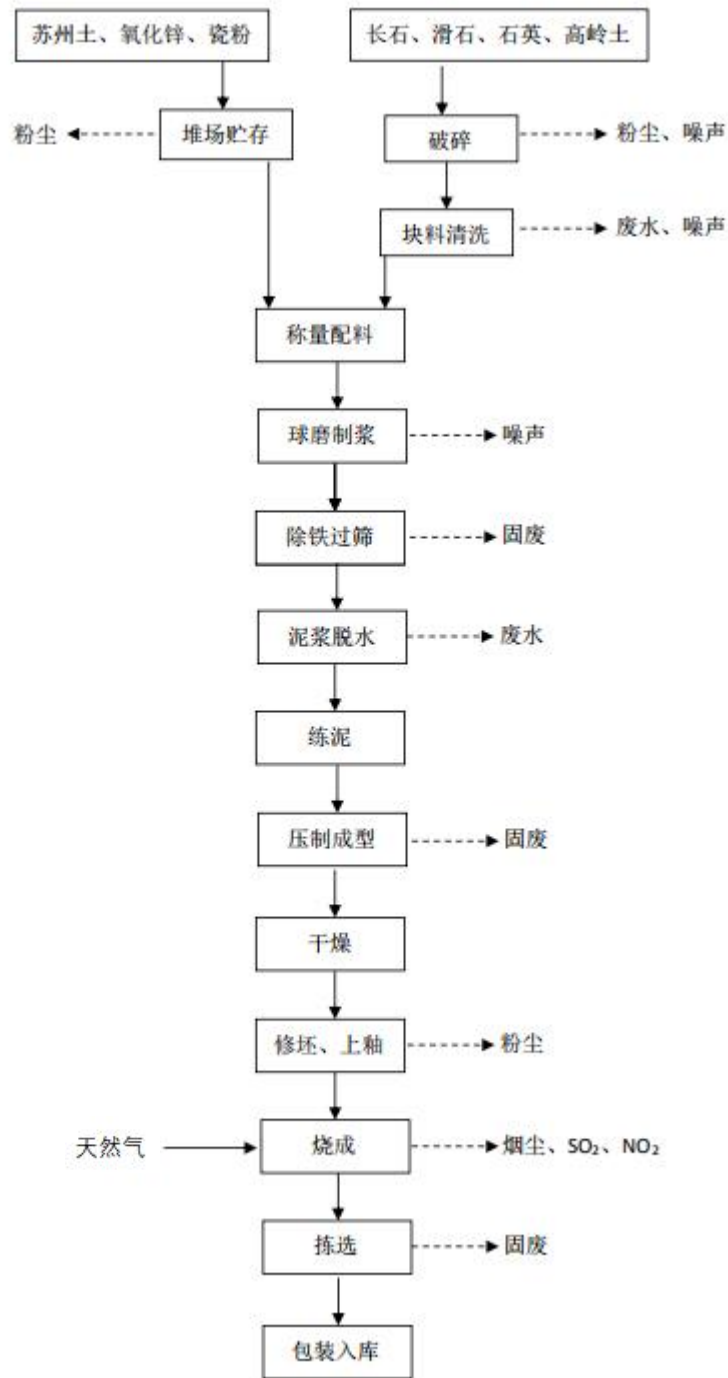 苏州土、氧化锌、瓷粉
长石、滑石、石英、高岭土
粉尘
堆场贮存
破碎
粉尘、噪声
块料清洗
废水、噪声
称量配料
球磨制浆
噪声
除铁过筛
固废
泥浆脱水
废水
练泥
压制成型
固废
干燥
修坯、上釉
粉尘
天然气
烧成
烟尘、SO₂、NO₂
拣选
固废
包装入库